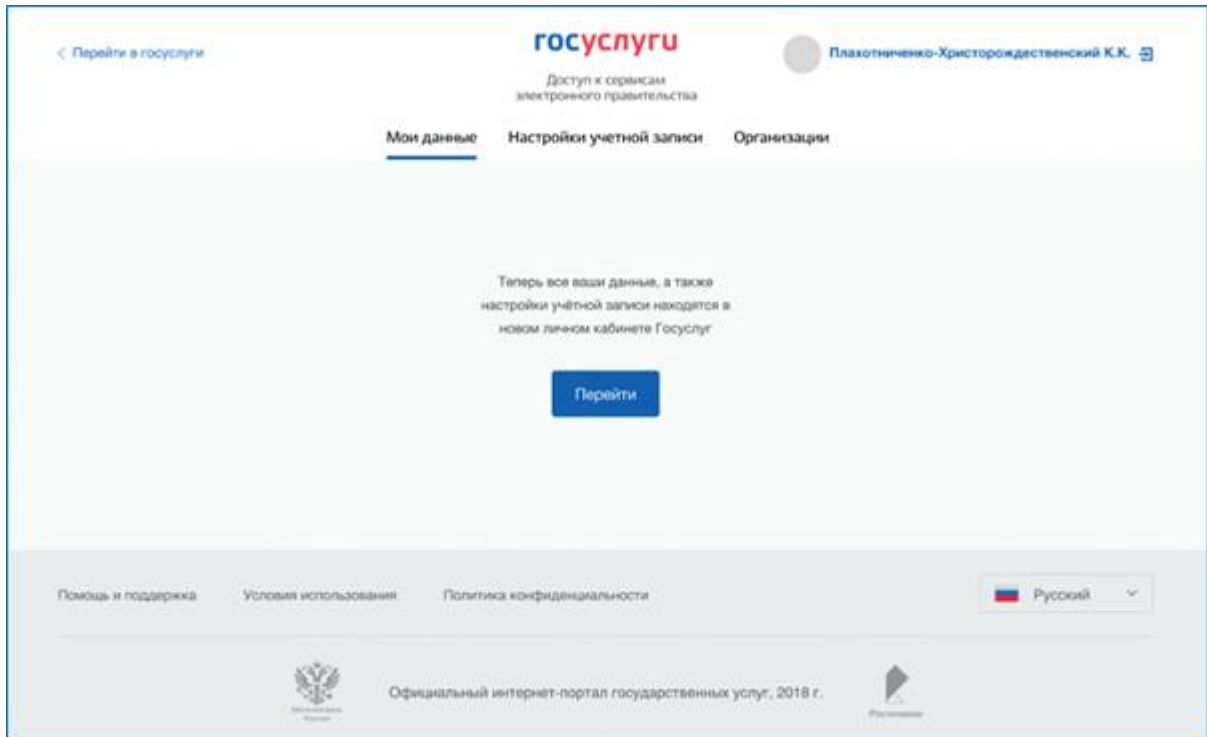 Перейти в госуслуги
госуслуги
Плахотниченко-Христорождественский К.К.
Доступ к сервисам
электронного правительства
Мои данные Настройки учетной записи Организации
Теперь все ваши данные, а также
настройки учётной записи находятся в
новом личном кабинете Госуслуг
Перейти
Помощь и поддержка Условия использования Политика конфиденциальности
Русский
Официальный интернет-портал государственных услуг, 2018 г.
Ростелеком